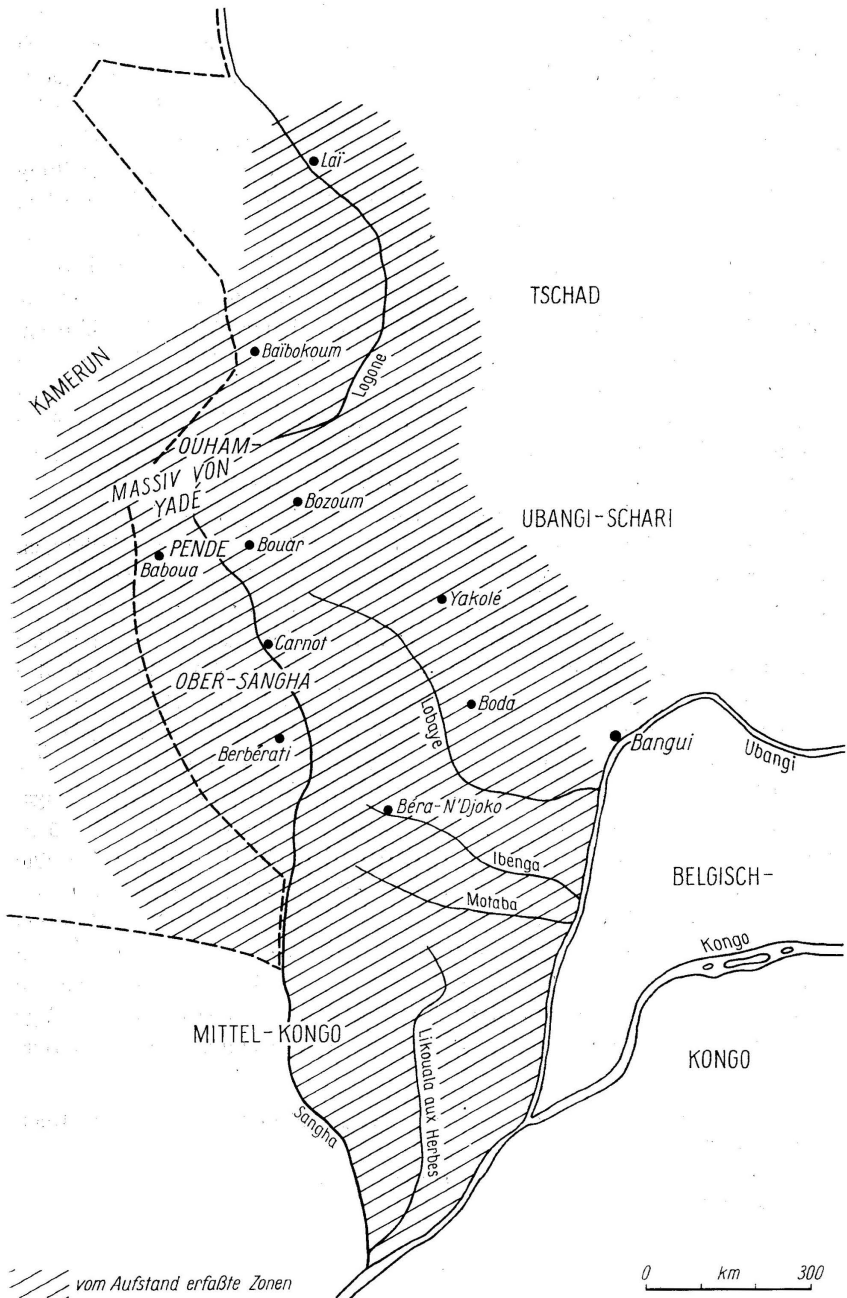 Laï
TSCHAD
Baïbokoum
KAMERUN
Logone
OUHAM-
MASSIV VON
YADÉ
Bozoum
UBANGI-SCHARI
PENDE
Bouar
Baboua
Yakolé
Carnot
OBER-SANGHA
Boda
Lobaye
Berbérati
Bangui
Ubangi
Béra-N'Djoko
Ibenga
BELGISCH-
Motaba
Kongo
MITTEL-KONGO
KONGO
Likouala aux Herbes
Sangha
vom Aufstand erfaßte Zonen
0 km 300